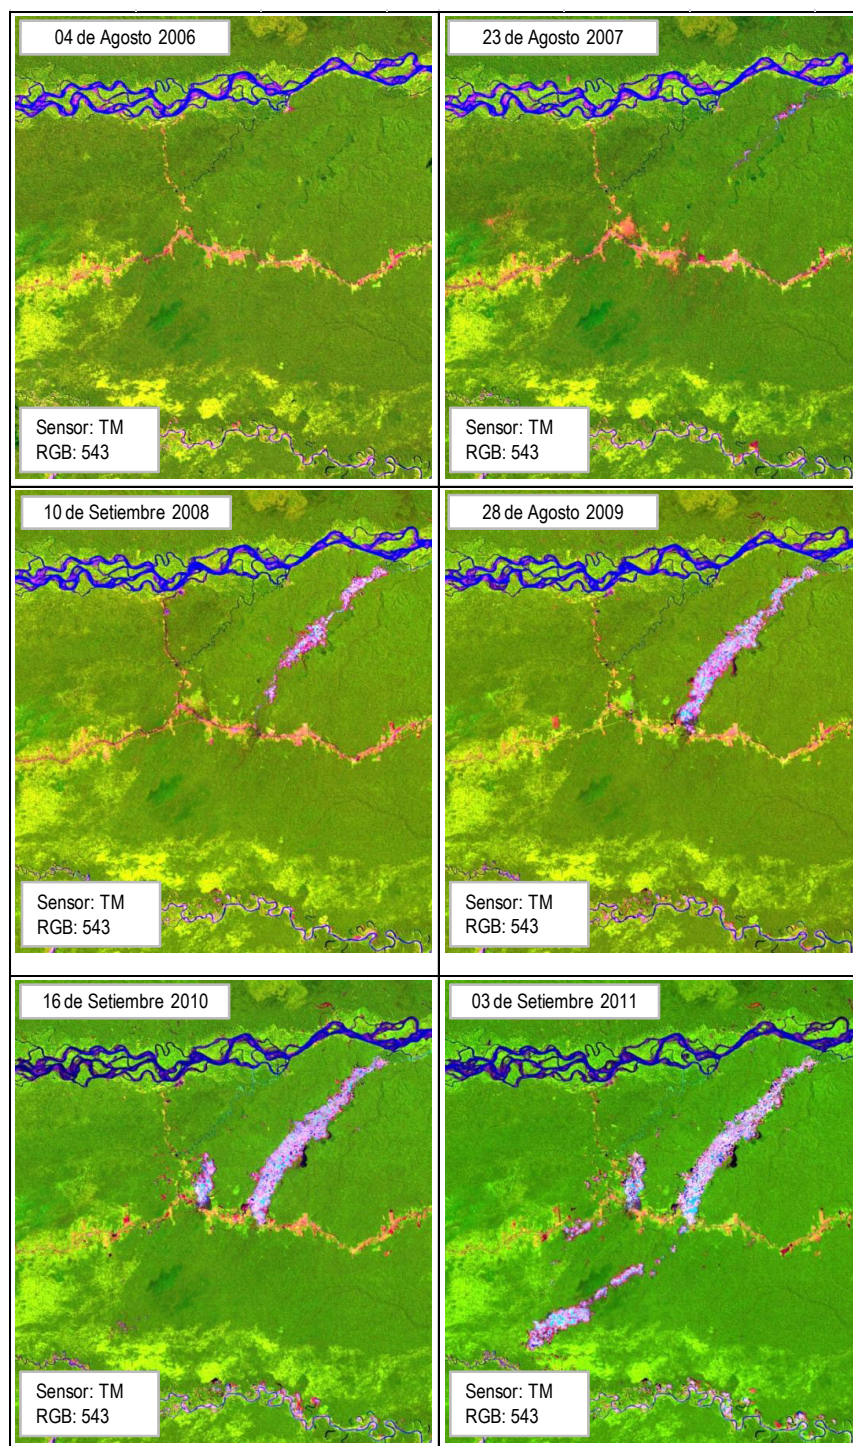 04 de Agosto 2006
23 de Agosto 2007
Sensor: TM
RGB: 543
Sensor: TM
RGB: 543
10 de Setiembre 2008
28 de Agosto 2009
Sensor: TM
RGB: 543
Sensor: TM
RGB: 543
16 de Setiembre 2010
03 de Setiembre 2011
Sensor: TM
RGB: 543
Sensor: TM
RGB: 543